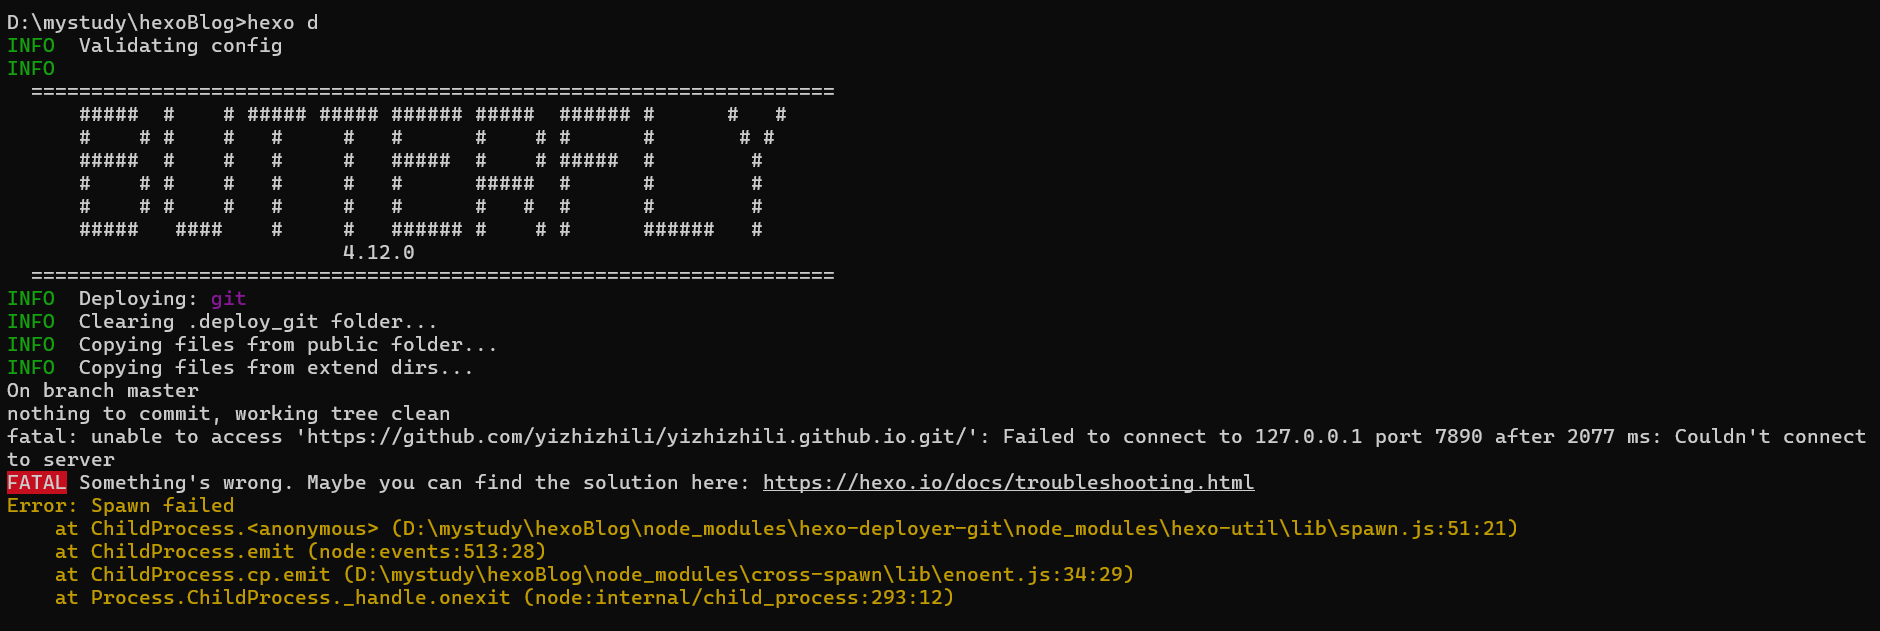 D:\mystudy\hexoBlog>hexo d
INFO  Validating config
INFO
  ===================================================================
      #####  #    # ##### ##### ###### #####  ###### #      #   #
      #    # #    #   #     #   #      #    # #      #       # #
      #####  #    #   #     #   #####  #    # #####  #        #
      #    # #    #   #     #   #      #####  #      #        #
      #    # #    #   #     #   #      #   #  #      #        #
      #####   ####    #     #   ###### #    # #      ######   #
                            4.12.0
  ===================================================================
INFO  Deploying: git
INFO  Clearing .deploy_git folder...
INFO  Copying files from public folder...
INFO  Copying files from extend dirs...
On branch master
nothing to commit, working tree clean
fatal: unable to access 'https://github.com/yizhizhili/yizhizhili.github.io.git/': Failed to connect to 127.0.0.1 port 7890 after 2077 ms: Couldn't connect
to server
FATAL Something's wrong. Maybe you can find the solution here: https://hexo.io/docs/troubleshooting.html
Error: Spawn failed
    at ChildProcess.<anonymous> (D:\mystudy\hexoBlog\node_modules\hexo-deployer-git\node_modules\hexo-util\lib\spawn.js:51:21)
    at ChildProcess.emit (node:events:513:28)
    at ChildProcess.cp.emit (D:\mystudy\hexoBlog\node_modules\cross-spawn\lib\enoent.js:34:29)
    at Process.ChildProcess._handle.onexit (node:internal/child_process:293:12)